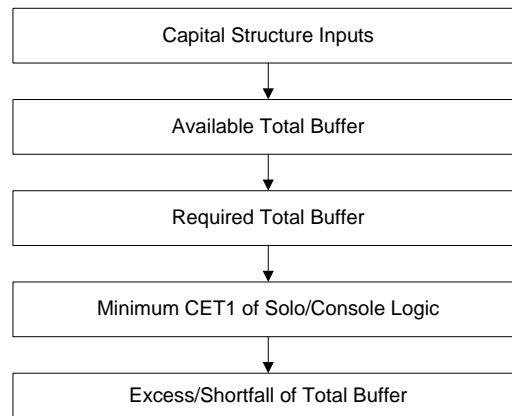 Capital Structure Inputs
Available Total Buffer
Required Total Buffer
Minimum CET1 of Solo/Console Logic
Excess/Shortfall of Total Buffer